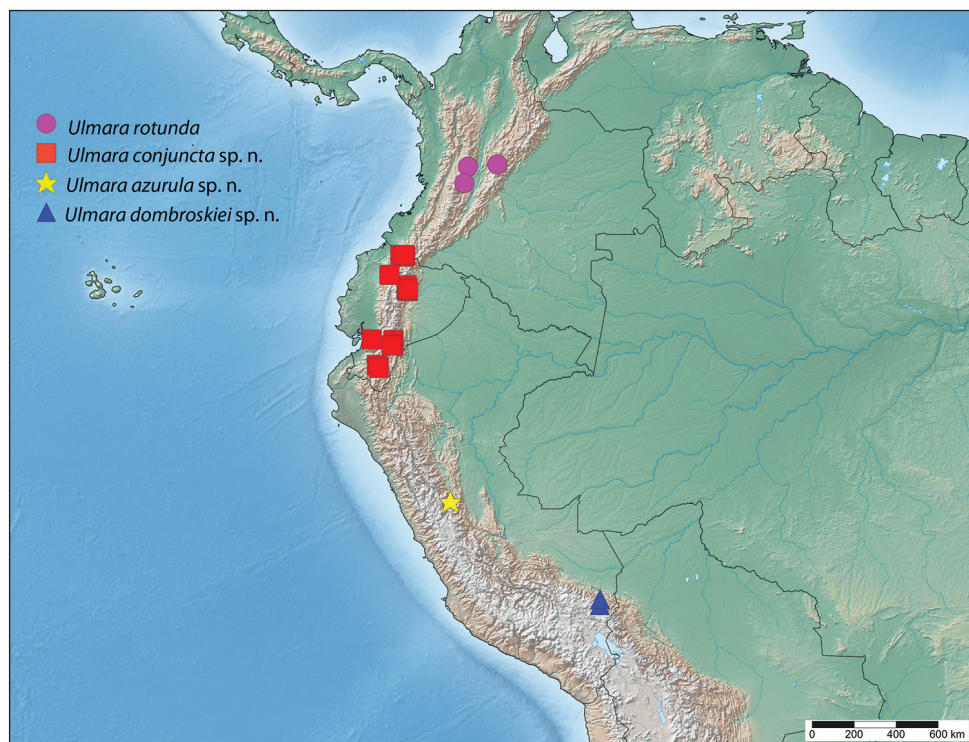 Ulmara rotunda
Ulmara conjuncta sp. n.
Ulmara azurula sp. n.
Ulmara dombroskiei sp. n.
0 200 400 600 km